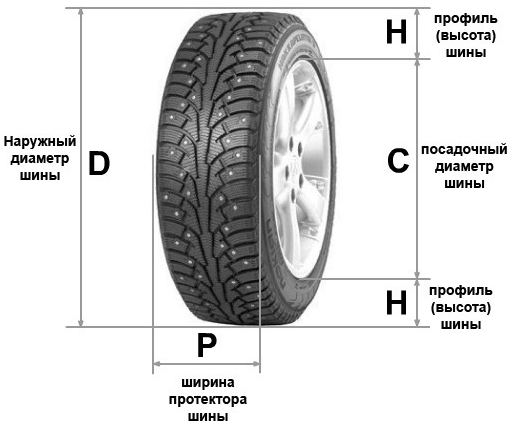 H
профиль
(высота)
шины
Наружный
диаметр
шины
D
C
посадочный
диаметр
шины
H
профиль
(высота)
шины
P
ширина
протектора
шины